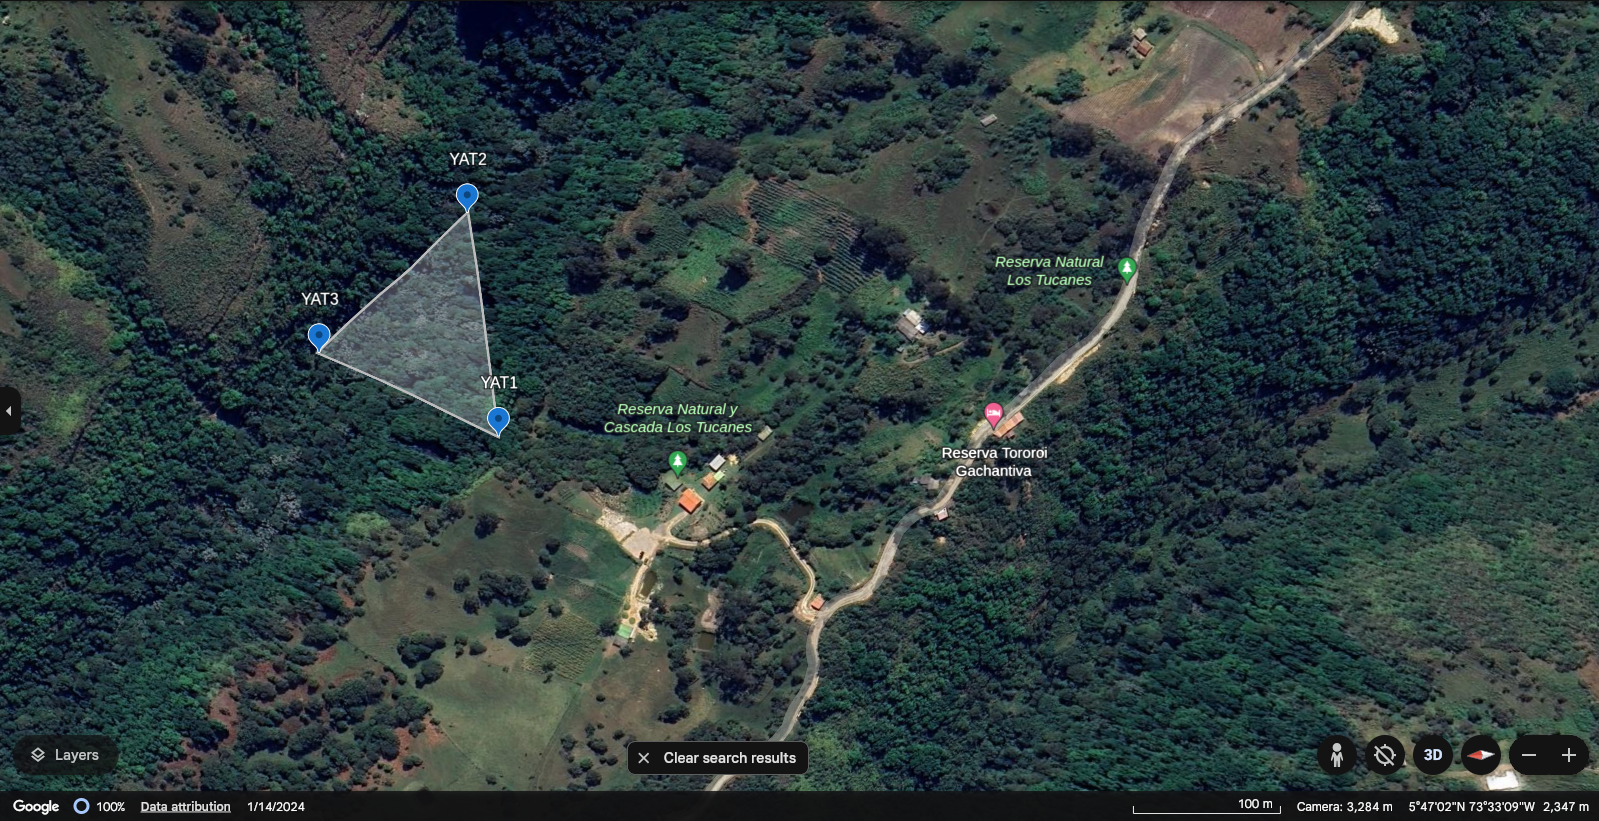 YAT2
YAT3
YAT1
Reserva Natural
Los Tucanes
Reserva Natural y
Cascada Los Tucanes
Reserva Tororoi
Gachantiva
Layers
Clear search results
3D
Google
100%
Data attribution
1/14/2024
100 m
Camera: 3,284 m
5°47'02"N 73°33'09"W
2,347 m